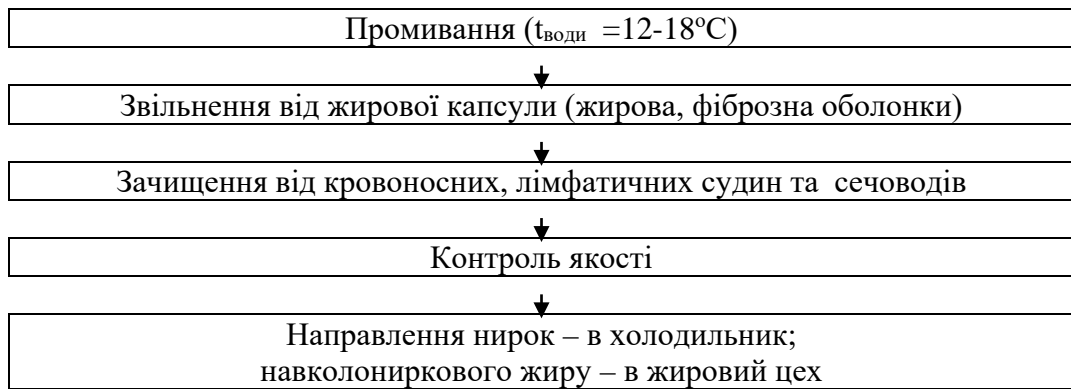 Промивання (tводи =12-18ºС)
Звільнення від жирової капсули (жирова, фіброзна оболонки)
Зачищення від кровоносних, лімфатичних судин та сечоводів
Контроль якості
Направлення нирок – в холодильник;
навколониркового жиру – в жировий цех